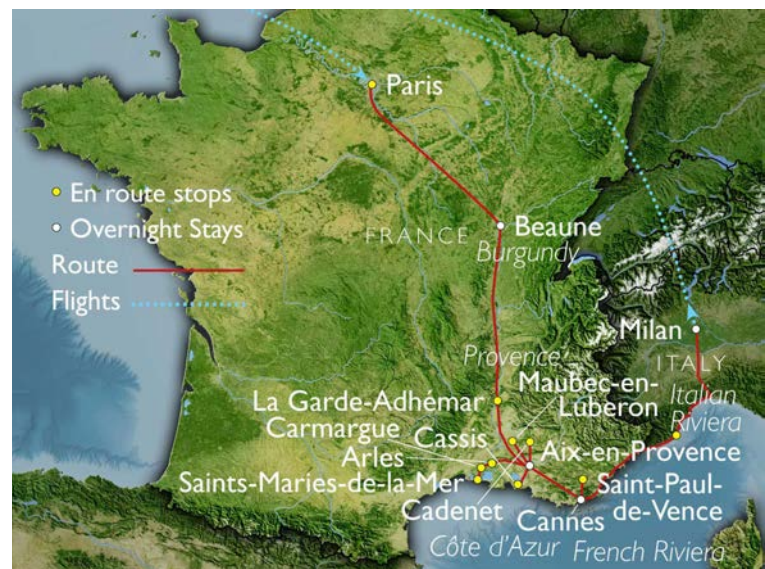 Paris
En route stops
Overnight Stays
Route
Flights
FRANCE
Beaune
Burgundy
Milan
ITALY
Provence
Maubec-en-
Luberon
Italian
Riviera
La Garde-Adhémar
Carmargue
Cassis
Arles
Aix-en-Provence
Saints-Maries-de-la-Mer
Saint-Paul-
de-Vence
Cadenet
Cannes
Côte d'Azur
French Riviera